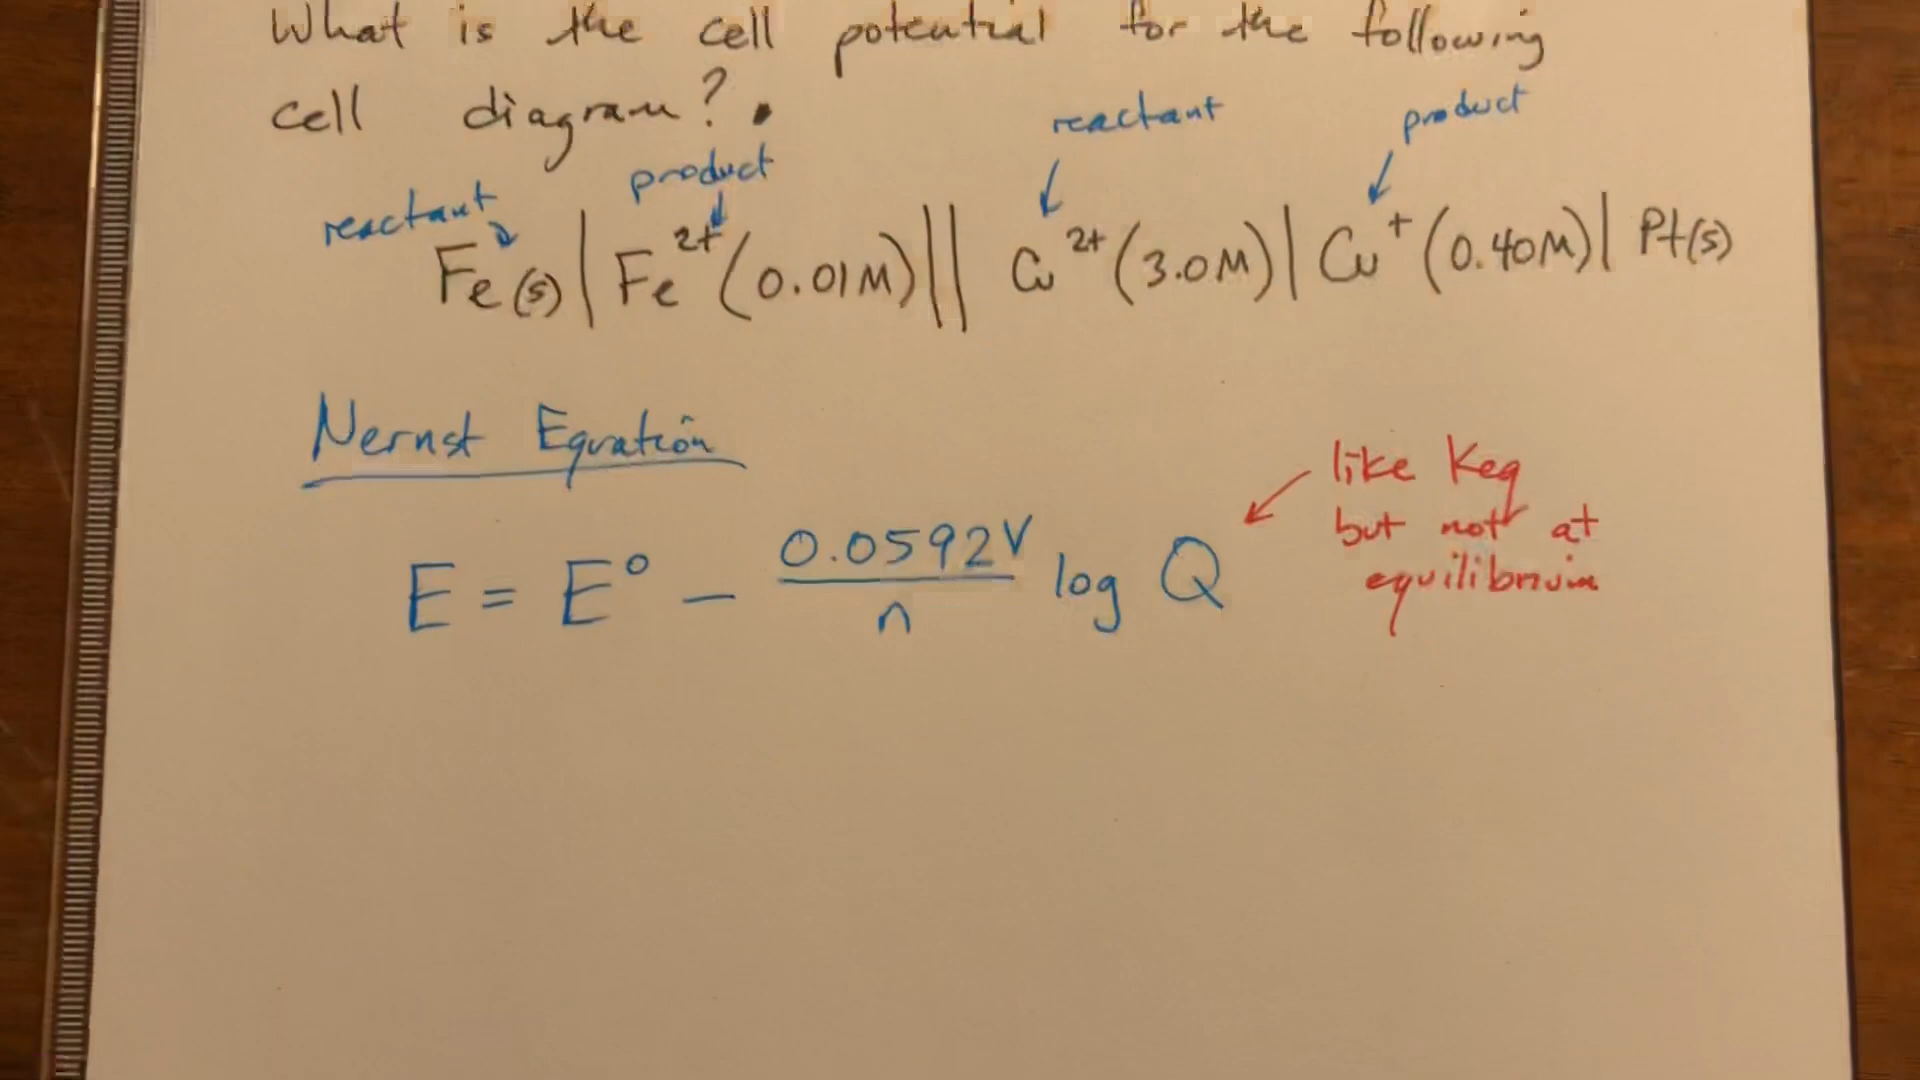 What is the cell potential for the following
cell diagram?
reactant
product
reactant
product
Fe(s) | Fe²⁺(0.01M) || Cu²⁺(3.0M) | Cu⁺(0.40M) | Pt(s)
Nernst Equation
E = E° - 0.0592V/n log Q
like Keq
but not at
equilibrium